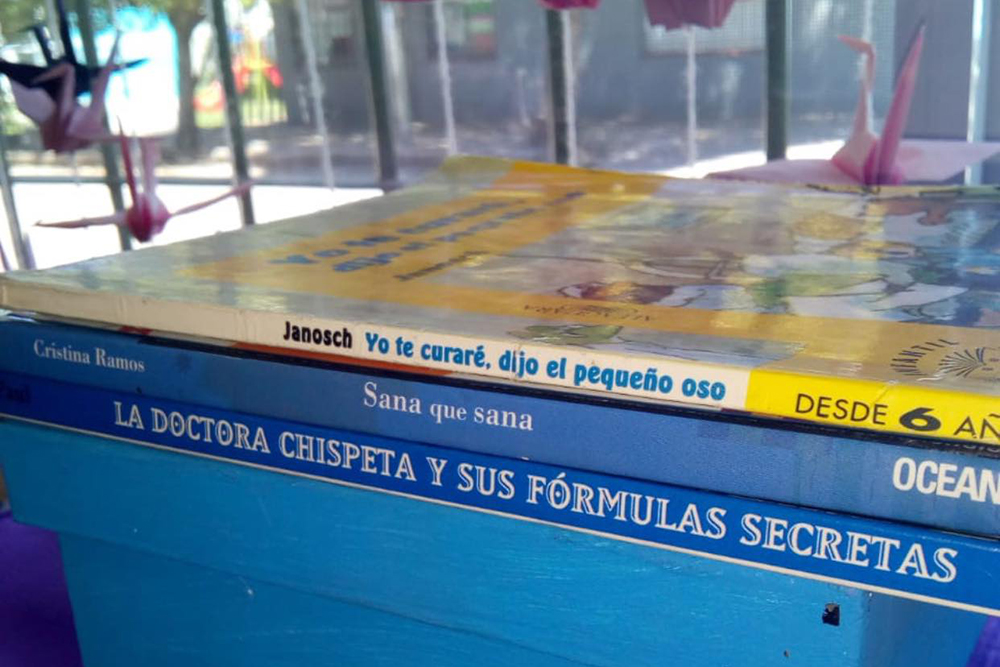 Janosch Yo te curaré, dijo el pequeño oso
DESDE 6 AÑ
Cristina Ramos
Sana que sana
OCEAN
LA DOCTORA CHISPETA Y SUS FÓRMULAS SECRETAS